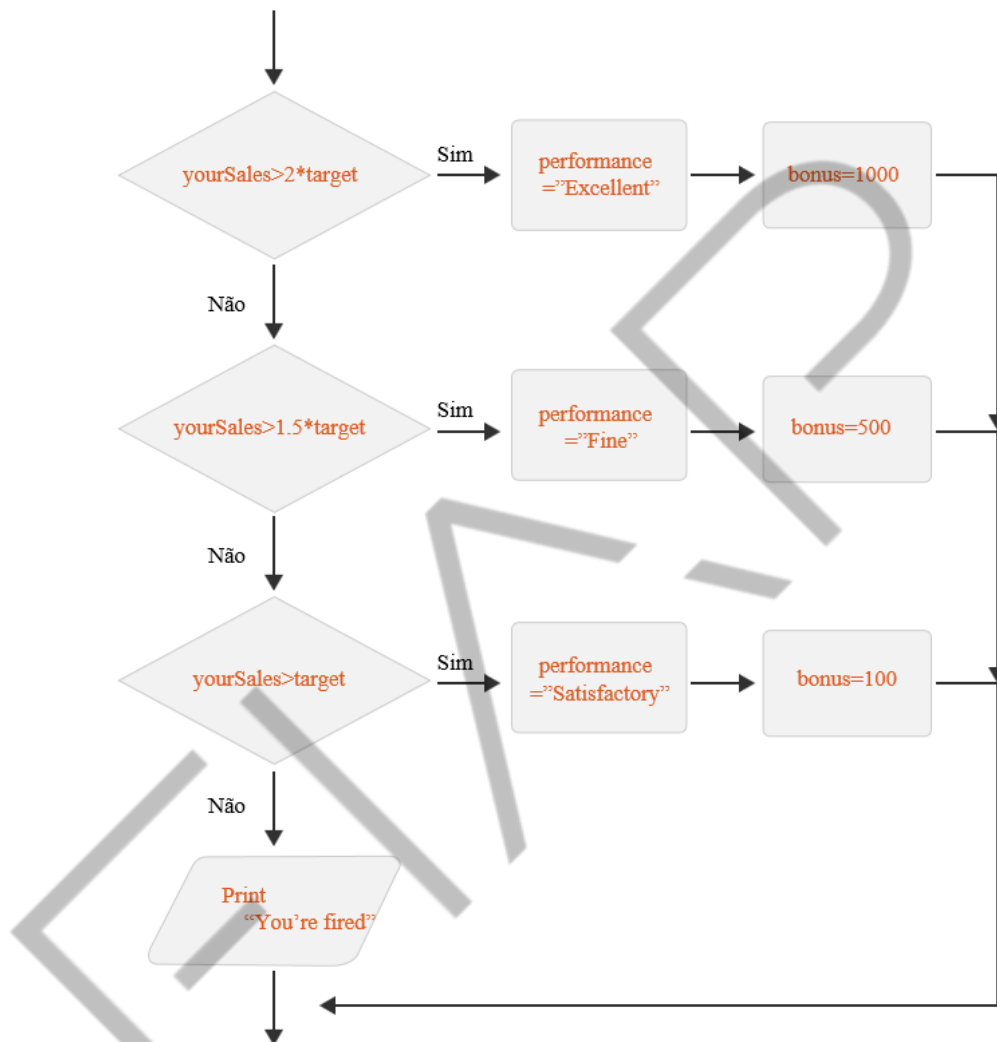 yourSales>2*target
Sim
performance
=”Excellent”
bonus=1000
Não
yourSales>1.5*target
Sim
performance
=”Fine”
bonus=500
Não
yourSales>target
Sim
performance
=”Satisfactory”
bonus=100
Não
Print
“You’re fired”
FIAP